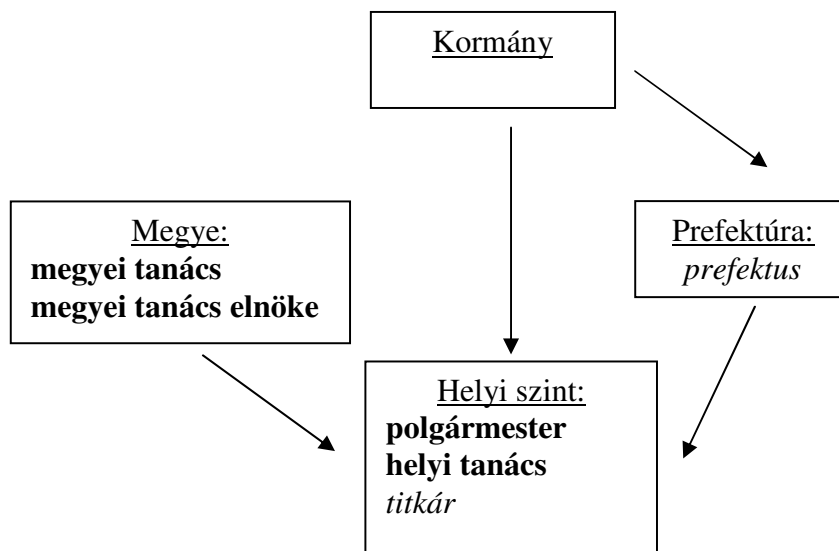 Kormány
Megye:
megyei tanács
megyei tanács elnöke
Prefektúra:
prefektus
Helyi szint:
polgármester
helyi tanács
titkár